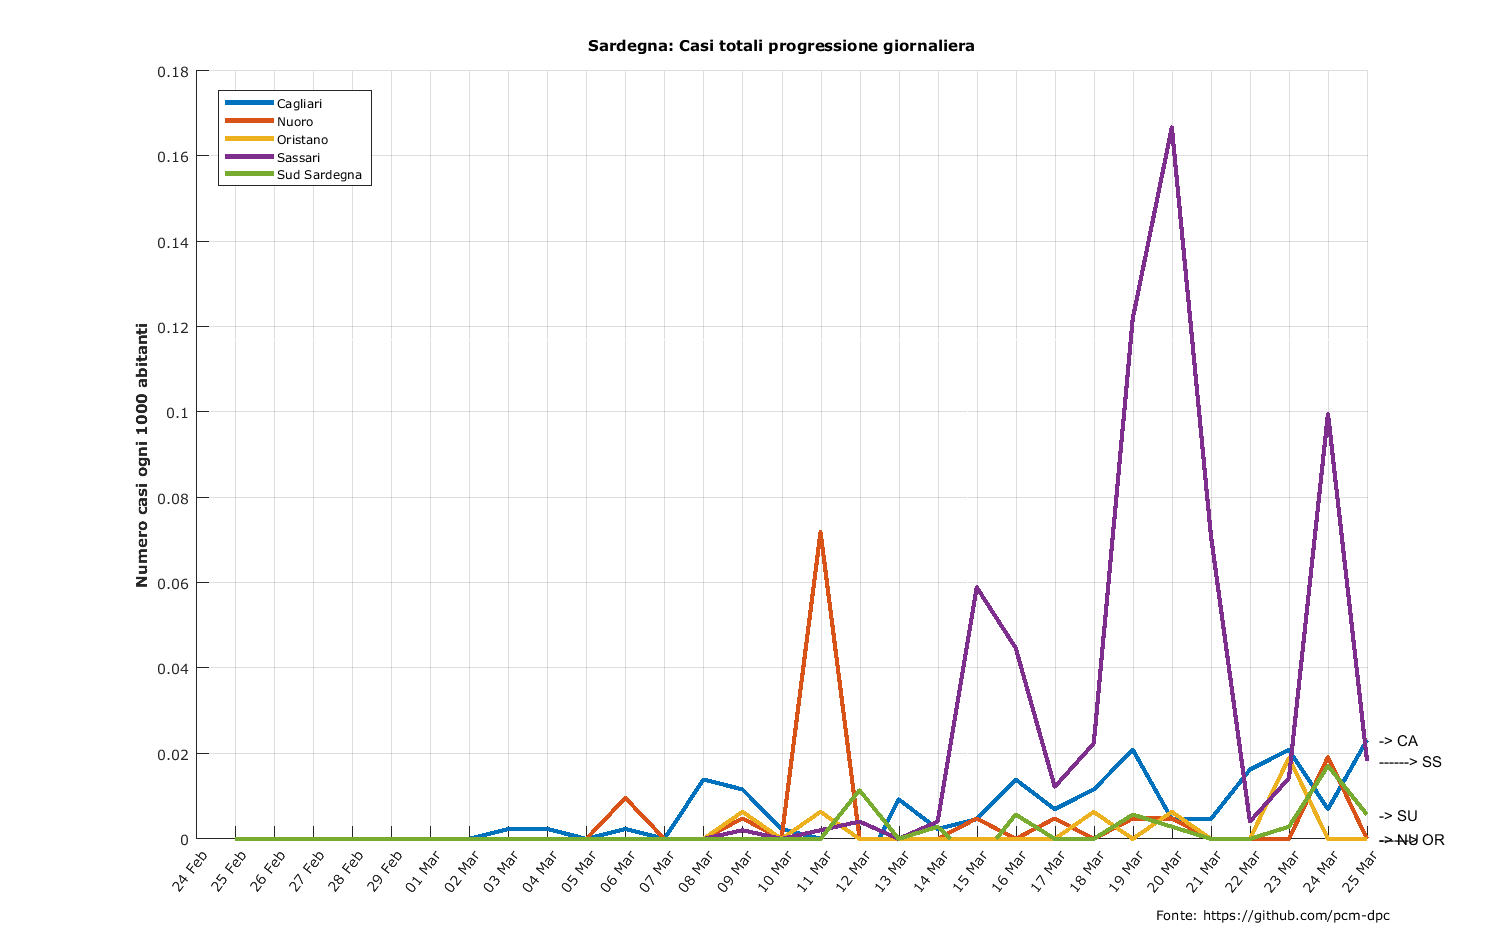 Sardegna: Casi totali progressione giornaliera
0.18
0.16
0.14
0.12
0.1
0.08
0.06
0.04
0.02
0
Numero casi ogni 1000 abitanti
Cagliari
Nuoro
Oristano
Sassari
Sud Sardegna
-> CA
------> SS
-> SU
-> NU
------> OR
24 Feb
25 Feb
26 Feb
27 Feb
28 Feb
29 Feb
01 Mar
02 Mar
03 Mar
04 Mar
05 Mar
06 Mar
07 Mar
08 Mar
09 Mar
10 Mar
11 Mar
12 Mar
13 Mar
14 Mar
15 Mar
16 Mar
17 Mar
18 Mar
19 Mar
20 Mar
21 Mar
22 Mar
23 Mar
24 Mar
25 Mar
Fonte: https://github.com/pcm-dpc